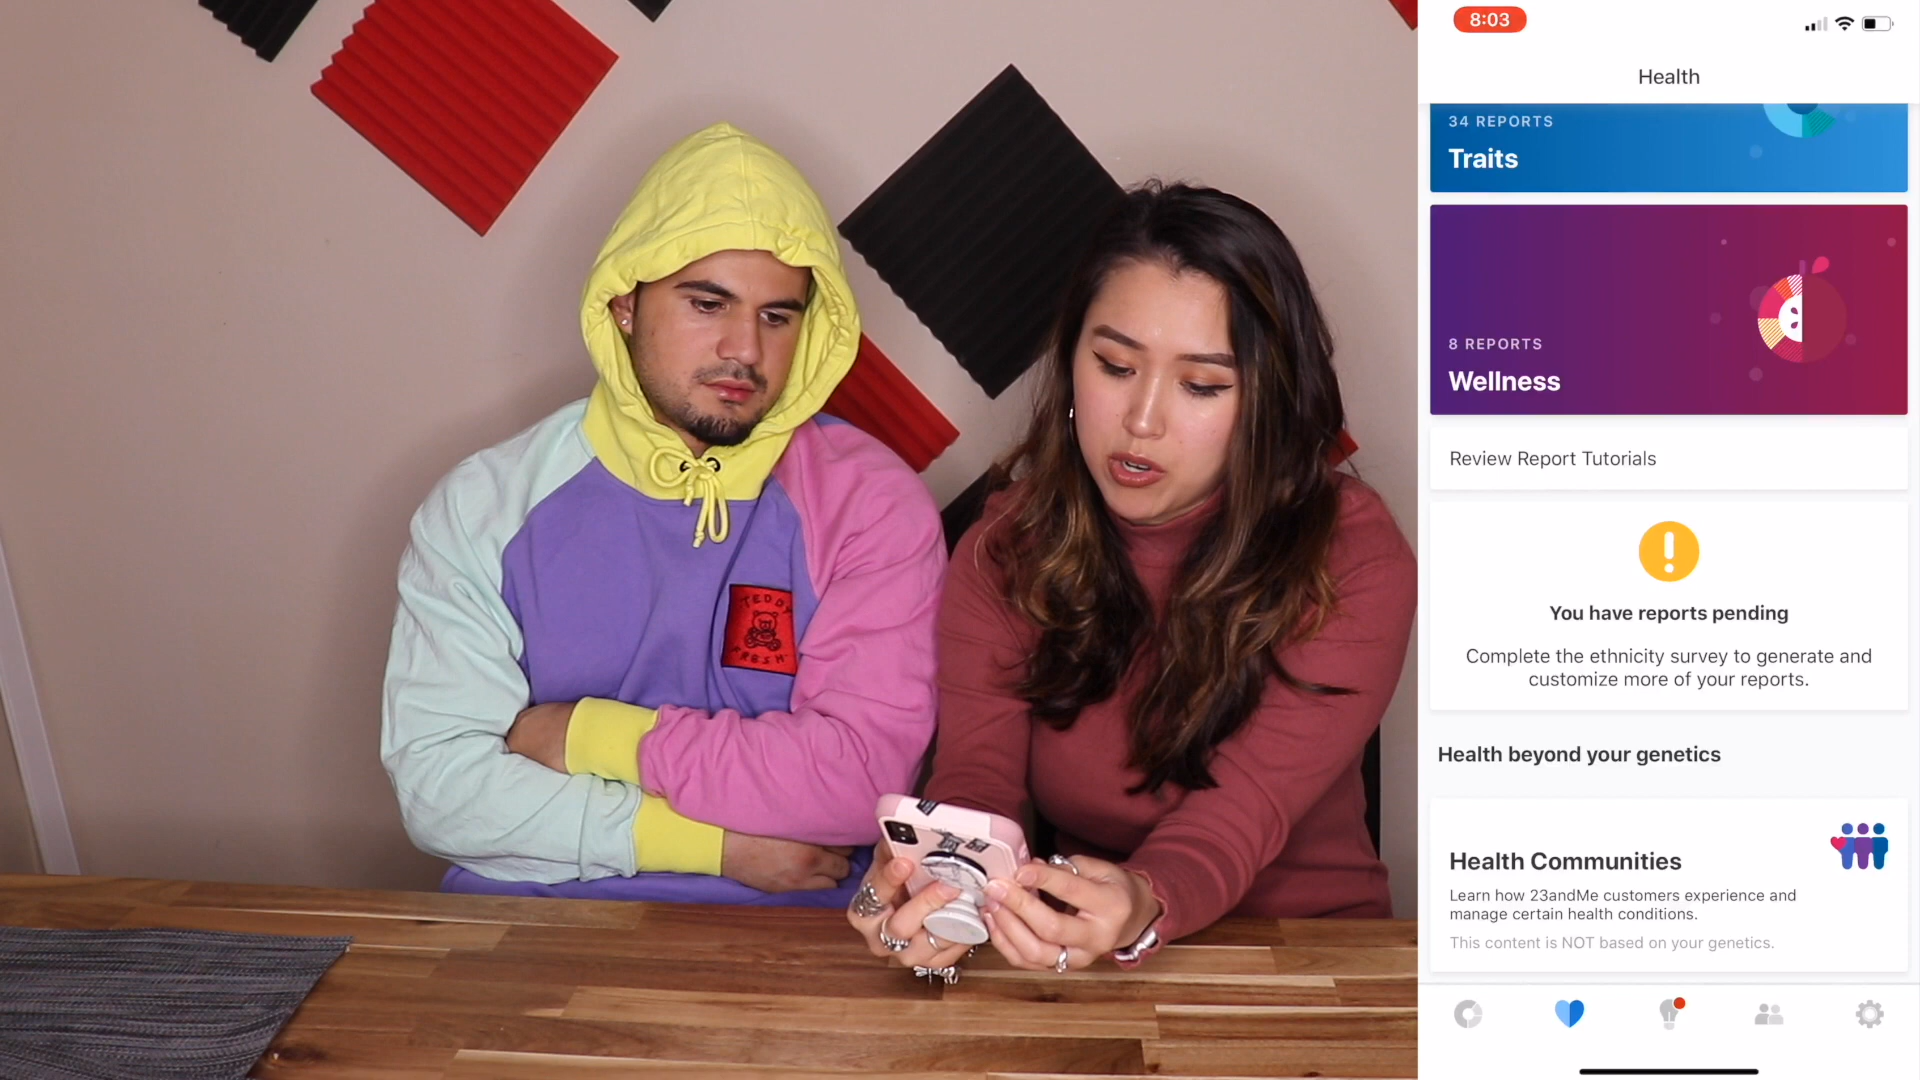 TEDDY
FRESH
8:03
Health
34 REPORTS
Traits
8 REPORTS
Wellness
Review Report Tutorials
You have reports pending
Complete the ethnicity survey to generate and
customize more of your reports.
Health beyond your genetics
Health Communities
Learn how 23andMe customers experience and
manage certain health conditions.
This content is NOT based on your genetics.